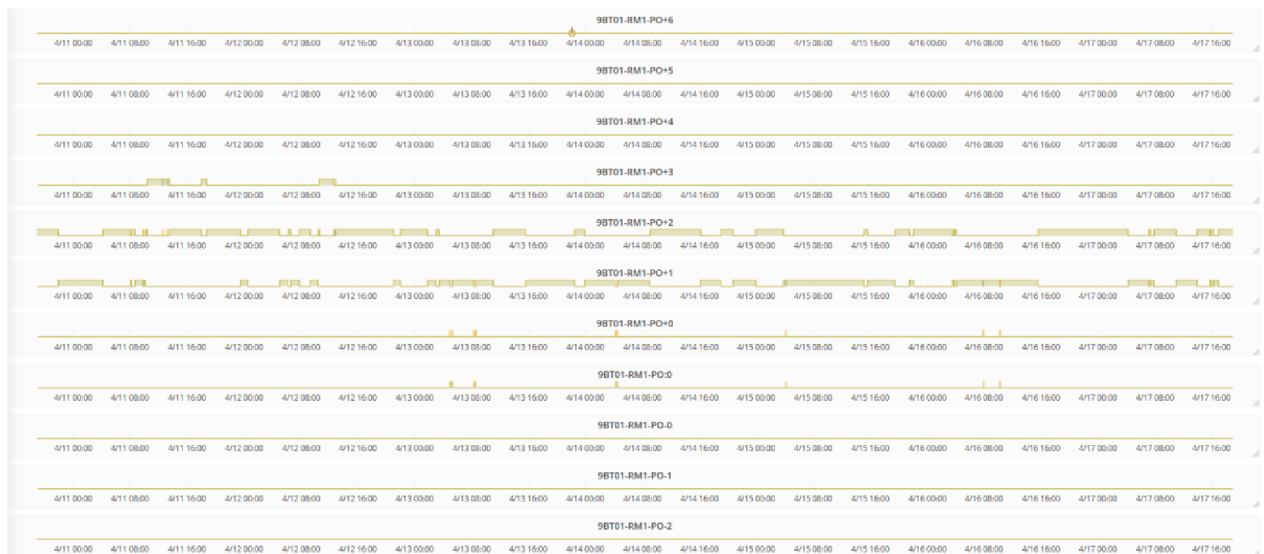 9BT01-RM1-PO+6
4/11 00:00 4/11 08:00 4/11 16:00 4/12 00:00 4/12 08:00 4/12 16:00 4/13 00:00 4/13 08:00 4/13 16:00 4/14 00:00 4/14 08:00 4/14 16:00 4/15 00:00 4/15 08:00 4/15 16:00 4/16 00:00 4/16 08:00 4/16 16:00 4/17 00:00 4/17 08:00 4/17 16:00
9BT01-RM1-PO+5
4/11 00:00 4/11 08:00 4/11 16:00 4/12 00:00 4/12 08:00 4/12 16:00 4/13 00:00 4/13 08:00 4/13 16:00 4/14 00:00 4/14 08:00 4/14 16:00 4/15 00:00 4/15 08:00 4/15 16:00 4/16 00:00 4/16 08:00 4/16 16:00 4/17 00:00 4/17 08:00 4/17 16:00
9BT01-RM1-PO+4
4/11 00:00 4/11 08:00 4/11 16:00 4/12 00:00 4/12 08:00 4/12 16:00 4/13 00:00 4/13 08:00 4/13 16:00 4/14 00:00 4/14 08:00 4/14 16:00 4/15 00:00 4/15 08:00 4/15 16:00 4/16 00:00 4/16 08:00 4/16 16:00 4/17 00:00 4/17 08:00 4/17 16:00
9BT01-RM1-PO+3
4/11 00:00 4/11 08:00 4/11 16:00 4/12 00:00 4/12 08:00 4/12 16:00 4/13 00:00 4/13 08:00 4/13 16:00 4/14 00:00 4/14 08:00 4/14 16:00 4/15 00:00 4/15 08:00 4/15 16:00 4/16 00:00 4/16 08:00 4/16 16:00 4/17 00:00 4/17 08:00 4/17 16:00
9BT01-RM1-PO+2
4/11 00:00 4/11 08:00 4/11 16:00 4/12 00:00 4/12 08:00 4/12 16:00 4/13 00:00 4/13 08:00 4/13 16:00 4/14 00:00 4/14 08:00 4/14 16:00 4/15 00:00 4/15 08:00 4/15 16:00 4/16 00:00 4/16 08:00 4/16 16:00 4/17 00:00 4/17 08:00 4/17 16:00
9BT01-RM1-PO+1
4/11 00:00 4/11 08:00 4/11 16:00 4/12 00:00 4/12 08:00 4/12 16:00 4/13 00:00 4/13 08:00 4/13 16:00 4/14 00:00 4/14 08:00 4/14 16:00 4/15 00:00 4/15 08:00 4/15 16:00 4/16 00:00 4/16 08:00 4/16 16:00 4/17 00:00 4/17 08:00 4/17 16:00
9BT01-RM1-PO+0
4/11 00:00 4/11 08:00 4/11 16:00 4/12 00:00 4/12 08:00 4/12 16:00 4/13 00:00 4/13 08:00 4/13 16:00 4/14 00:00 4/14 08:00 4/14 16:00 4/15 00:00 4/15 08:00 4/15 16:00 4/16 00:00 4/16 08:00 4/16 16:00 4/17 00:00 4/17 08:00 4/17 16:00
9BT01-RM1-PO:0
4/11 00:00 4/11 08:00 4/11 16:00 4/12 00:00 4/12 08:00 4/12 16:00 4/13 00:00 4/13 08:00 4/13 16:00 4/14 00:00 4/14 08:00 4/14 16:00 4/15 00:00 4/15 08:00 4/15 16:00 4/16 00:00 4/16 08:00 4/16 16:00 4/17 00:00 4/17 08:00 4/17 16:00
9BT01-RM1-PO-0
4/11 00:00 4/11 08:00 4/11 16:00 4/12 00:00 4/12 08:00 4/12 16:00 4/13 00:00 4/13 08:00 4/13 16:00 4/14 00:00 4/14 08:00 4/14 16:00 4/15 00:00 4/15 08:00 4/15 16:00 4/16 00:00 4/16 08:00 4/16 16:00 4/17 00:00 4/17 08:00 4/17 16:00
9BT01-RM1-PO-1
4/11 00:00 4/11 08:00 4/11 16:00 4/12 00:00 4/12 08:00 4/12 16:00 4/13 00:00 4/13 08:00 4/13 16:00 4/14 00:00 4/14 08:00 4/14 16:00 4/15 00:00 4/15 08:00 4/15 16:00 4/16 00:00 4/16 08:00 4/16 16:00 4/17 00:00 4/17 08:00 4/17 16:00
9BT01-RM1-PO-2
4/11 00:00 4/11 08:00 4/11 16:00 4/12 00:00 4/12 08:00 4/12 16:00 4/13 00:00 4/13 08:00 4/13 16:00 4/14 00:00 4/14 08:00 4/14 16:00 4/15 00:00 4/15 08:00 4/15 16:00 4/16 00:00 4/16 08:00 4/16 16:00 4/17 00:00 4/17 08:00 4/17 16:00